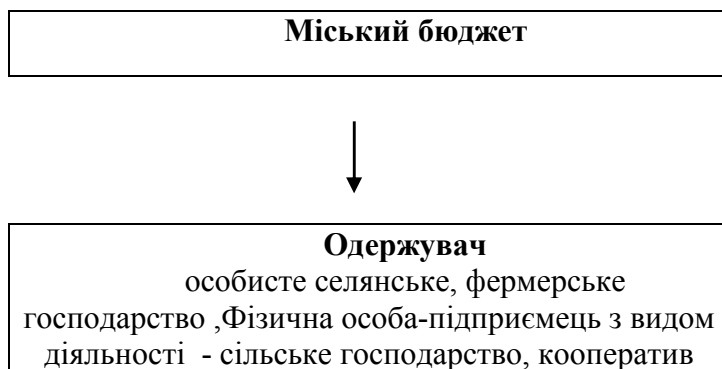 Міський бюджет
Одержувач
особисте селянське, фермерське
господарство ,Фізична особа-підприємець з видом
діяльності - сільське господарство, кооператив